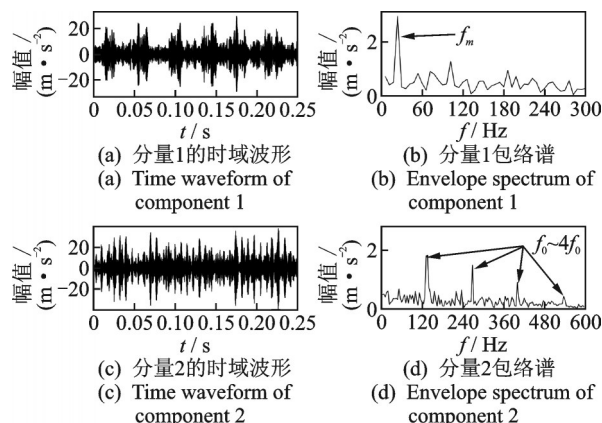 幅值 /
(m·s⁻²)
20
0
−20
0 0.05 0.10 0.15 0.20 0.25
t / s
(a) 分量1的时域波形
(a) Time waveform of
component 1
幅值 /
(m·s⁻²)
2
0
fm
0 60 120 180 240 300
f / Hz
(b) 分量1包络谱
(b) Envelope spectrum of
component 1
幅值 /
(m·s⁻²)
20
0
−20
0 0.05 0.10 0.15 0.20 0.25
t / s
(c) 分量2的时域波形
(c) Time waveform of
component 2
幅值 /
(m·s⁻²)
2
0
f0~4f0
0 120 240 360 480 600
f / Hz
(d) 分量2包络谱
(d) Envelope spectrum of
component 2